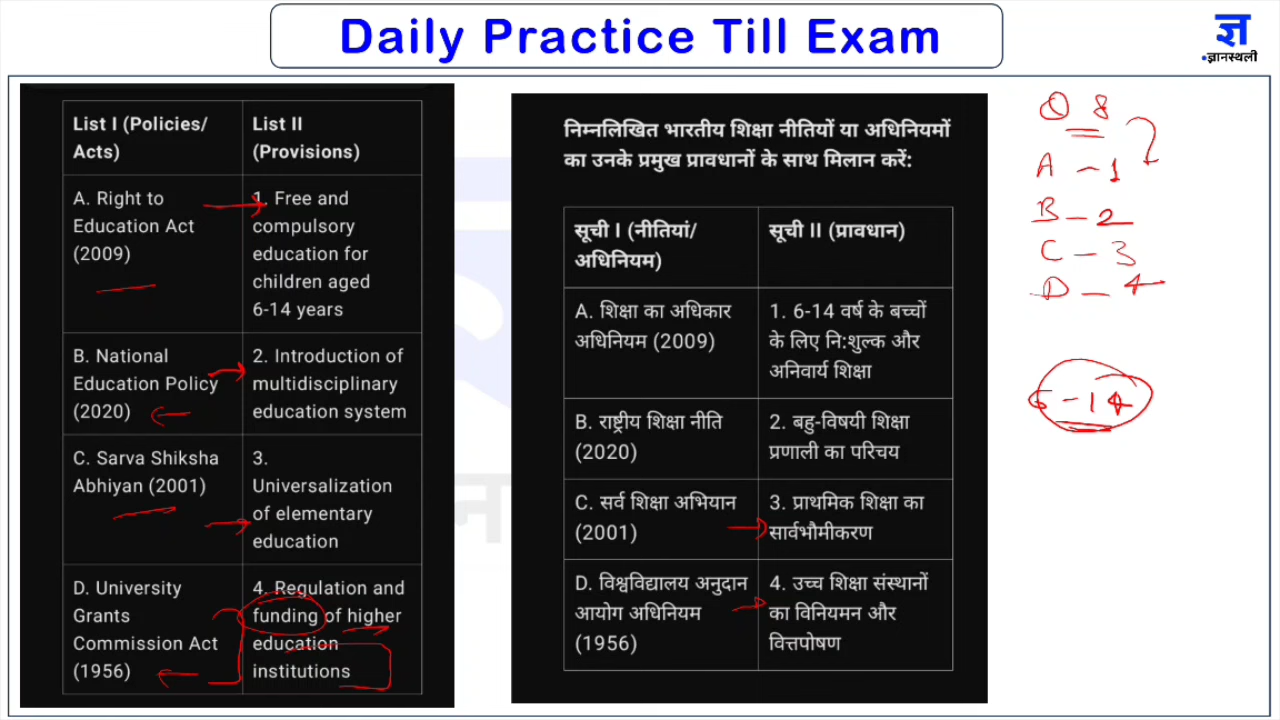 Daily Practice Till Exam
ज्ञ
ज्ञानस्थली
List I (Policies/
Acts)
List II
(Provisions)
A. Right to
Education Act
(2009)
1. Free and
compulsory
education for
children aged
6-14 years
B. National
Education Policy
(2020)
2. Introduction of
multidisciplinary
education system
C. Sarva Shiksha
Abhiyan (2001)
3.
Universalization
of elementary
education
D. University
Grants
Commission Act
(1956)
4. Regulation and
funding of higher
education
institutions
निम्नलिखित भारतीय शिक्षा नीतियों या अधिनियमों
का उनके प्रमुख प्रावधानों के साथ मिलान करें:
सूची I (नीतियां/
अधिनियम)
सूची II (प्रावधान)
A. शिक्षा का अधिकार
अधिनियम (2009)
1. 6-14 वर्ष के बच्चों
के लिए नि:शुल्क और
अनिवार्य शिक्षा
B. राष्ट्रीय शिक्षा नीति
(2020)
2. बहु-विषयी शिक्षा
प्रणाली का परिचय
C. सर्व शिक्षा अभियान
(2001)
3. प्राथमिक शिक्षा का
सार्वभौमीकरण
D. विश्वविद्यालय अनुदान
आयोग अधिनियम
(1956)
4. उच्च शिक्षा संस्थानों
का विनियमन और
वित्तपोषण
Q 8
A - 1
B - 2
C - 3
D - 4
6-14